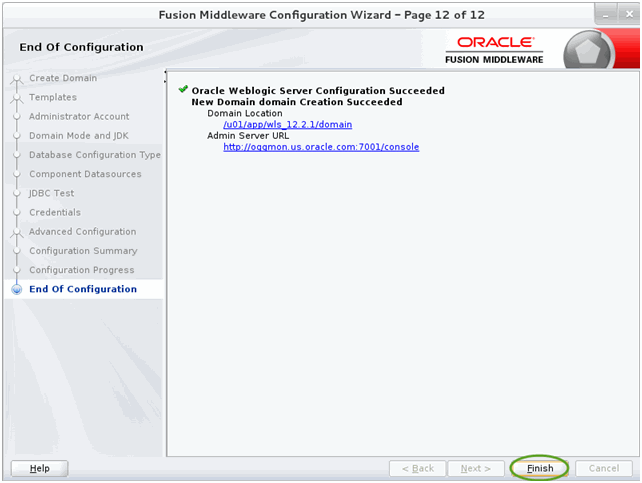 Fusion Middleware Configuration Wizard – Page 12 of 12
End Of Configuration
ORACLE
FUSION MIDDLEWARE
Create Domain
Templates
Administrator Account
Domain Mode and JDK
Database Configuration Type
Component Datasources
JDBC Test
Credentials
Advanced Configuration
Configuration Summary
Configuration Progress
End Of Configuration
Oracle Weblogic Server Configuration Succeeded
New Domain domain Creation Succeeded
Domain Location
/u01/app/wls_12.2.1/domain
Admin Server URL
http://oggmon.us.oracle.com:7001/console
Help
< Back
Next >
Finish
Cancel